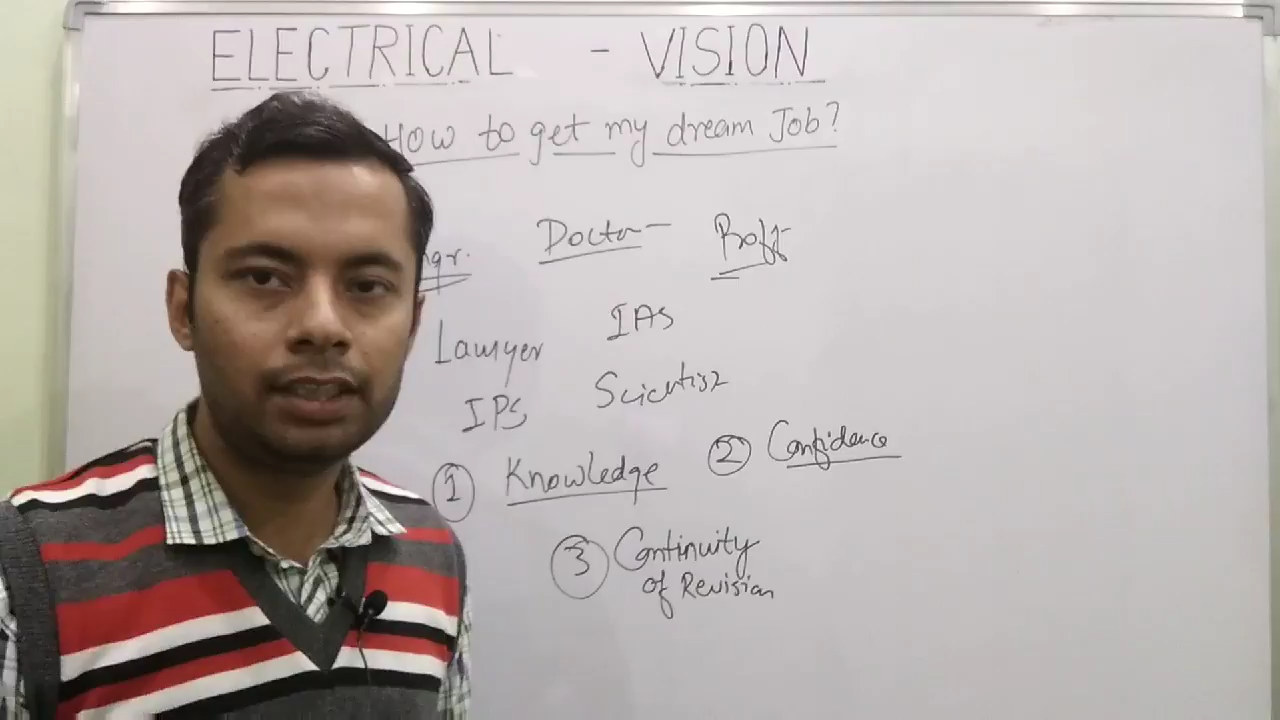 ELECTRICAL - VISION
How to get my dream Job?
ngr. Doctor Proff
Lawyer IAS
IPS Scientist
① Knowledge ② Confidence
③ Continuity
of Revision